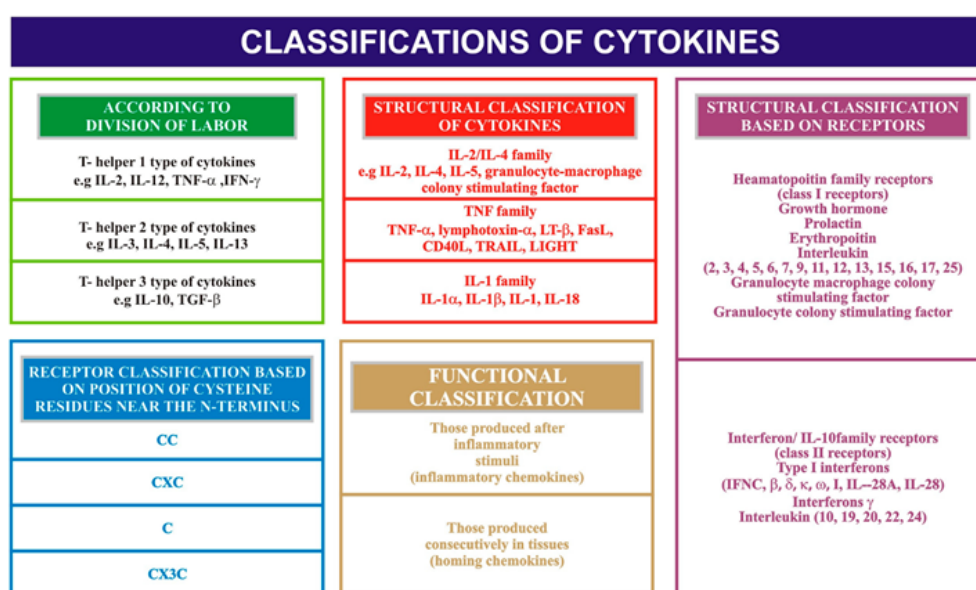 CLASSIFICATIONS OF CYTOKINES
ACCORDING TO
DIVISION OF LABOR
T- helper 1 type of cytokines
e.g IL-2, IL-12, TNF-α ,IFN-γ
T- helper 2 type of cytokines
e.g IL-3, IL-4, IL-5, IL-13
T- helper 3 type of cytokines
e.g IL-10, TGF-β
STRUCTURAL CLASSIFICATION
OF CYTOKINES
IL-2/IL-4 family
e.g IL-2, IL-4, IL-5, granulocyte-macrophage
colony stimulating factor
TNF family
TNF-α, lymphotoxin-α, LT-β, FasL,
CD40L, TRAIL, LIGHT
IL-1 family
IL-1α, IL-1β, IL-1, IL-18
STRUCTURAL CLASSIFICATION
BASED ON RECEPTORS
Heamatopoitin family receptors
(class I receptors)
Growth hormone
Prolactin
Erythropoitin
Interleukin
(2, 3, 4, 5, 6, 7, 9, 11, 12, 13, 15, 16, 17, 25)
Granulocyte macrophage colony
stimulating factor
Granulocyte colony stimulating factor
Interferon/ IL-10family receptors
(class II receptors)
Type I interferons
(IFNC, β, δ, κ, ω, I, IL--28A, IL-28)
Interferons γ
Interleukin (10, 19, 20, 22, 24)
RECEPTOR CLASSIFICATION BASED
ON POSITION OF CYSTEINE
RESIDUES NEAR THE N-TERMINUS
CC
CXC
C
CX3C
FUNCTIONAL
CLASSIFICATION
Those produced after
inflammatory
stimuli
(inflammatory chemokines)
Those produced
consecutively in tissues
(homing chemokines)